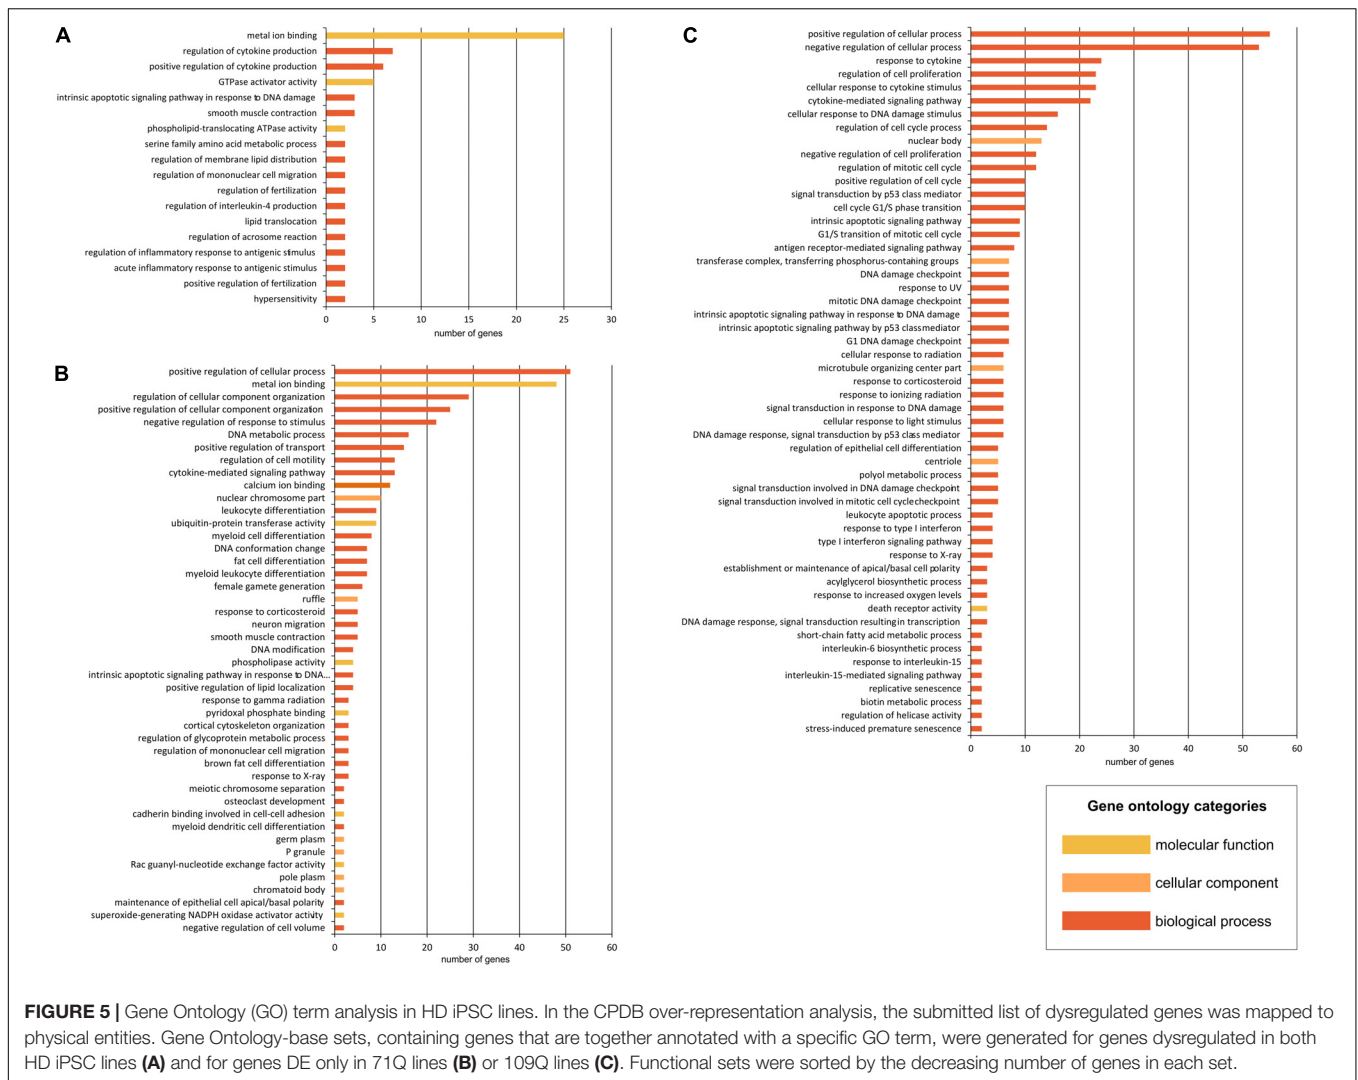 A
metal ion binding
regulation of cytokine production
positive regulation of cytokine production
GTPase activator activity
intrinsic apoptotic signaling pathway in response to DNA damage
smooth muscle contraction
phospholipid-translocating ATPase activity
serine family amino acid metabolic process
regulation of membrane lipid distribution
regulation of mononuclear cell migration
regulation of fertilization
regulation of interleukin-4 production
lipid translocation
regulation of acrosome reaction
regulation of inflammatory response to antigenic stimulus
acute inflammatory response to antigenic stimulus
positive regulation of fertilization
hypersensitivity
0 5 10 15 20 25 30
number of genes
B
positive regulation of cellular process
metal ion binding
regulation of cellular component organization
positive regulation of cellular component organization
negative regulation of response to stimulus
DNA metabolic process
positive regulation of transport
regulation of cell motility
cytokine-mediated signaling pathway
calcium ion binding
nuclear chromosome part
leukocyte differentiation
ubiquitin-protein transferase activity
myeloid cell differentiation
DNA conformation change
fat cell differentiation
myeloid leukocyte differentiation
female gamete generation
ruffle
response to corticosteroid
neuron migration
smooth muscle contraction
DNA modification
phospholipase activity
intrinsic apoptotic signaling pathway in response to DNA...
positive regulation of lipid localization
response to gamma radiation
pyridoxal phosphate binding
cortical cytoskeleton organization
regulation of glycoprotein metabolic process
regulation of mononuclear cell migration
brown fat cell differentiation
response to X-ray
meiotic chromosome separation
osteoclast development
cadherin binding involved in cell-cell adhesion
myeloid dendritic cell differentiation
germ plasm
P granule
Rac guanyl-nucleotide exchange factor activity
pole plasm
chromatoid body
maintenance of epithelial cell apical/basal polarity
superoxide-generating NADPH oxidase activator activity
negative regulation of cell volume
0 10 20 30 40 50 60
number of genes
C
positive regulation of cellular process
negative regulation of cellular process
response to cytokine
regulation of cell proliferation
cellular response to cytokine stimulus
cytokine-mediated signaling pathway
cellular response to DNA damage stimulus
regulation of cell cycle process
nuclear body
negative regulation of cell proliferation
regulation of mitotic cell cycle
positive regulation of cell cycle
signal transduction by p53 class mediator
cell cycle G1/S phase transition
intrinsic apoptotic signaling pathway
G1/S transition of mitotic cell cycle
antigen receptor-mediated signaling pathway
transferase complex, transferring phosphorus-containing groups
DNA damage checkpoint
response to UV
mitotic DNA damage checkpoint
intrinsic apoptotic signaling pathway in response to DNA damage
intrinsic apoptotic signaling pathway by p53 class mediator
G1 DNA damage checkpoint
cellular response to radiation
microtubule organizing center part
response to corticosteroid
response to ionizing radiation
signal transduction in response to DNA damage
cellular response to light stimulus
DNA damage response, signal transduction by p53 class mediator
regulation of epithelial cell differentiation
centriole
polyol metabolic process
signal transduction involved in DNA damage checkpoint
signal transduction involved in mitotic cell cycle checkpoint
leukocyte apoptotic process
response to type I interferon
type I interferon signaling pathway
response to X-ray
establishment or maintenance of apical/basal cell polarity
acylglycerol biosynthetic process
response to increased oxygen levels
death receptor activity
DNA damage response, signal transduction resulting in transcription
short-chain fatty acid metabolic process
interleukin-6 biosynthetic process
response to interleukin-15
interleukin-15-mediated signaling pathway
replicative senescence
biotin metabolic process
regulation of helicase activity
stress-induced premature senescence
0 10 20 30 40 50 60
number of genes
Gene ontology categories
molecular function
cellular component
biological process
FIGURE 5 | Gene Ontology (GO) term analysis in HD iPSC lines. In the CPDB over-representation analysis, the submitted list of dysregulated genes was mapped to
physical entities. Gene Ontology-base sets, containing genes that are together annotated with a specific GO term, were generated for genes dysregulated in both
HD iPSC lines (A) and for genes DE only in 71Q lines (B) or 109Q lines (C). Functional sets were sorted by the decreasing number of genes in each set.